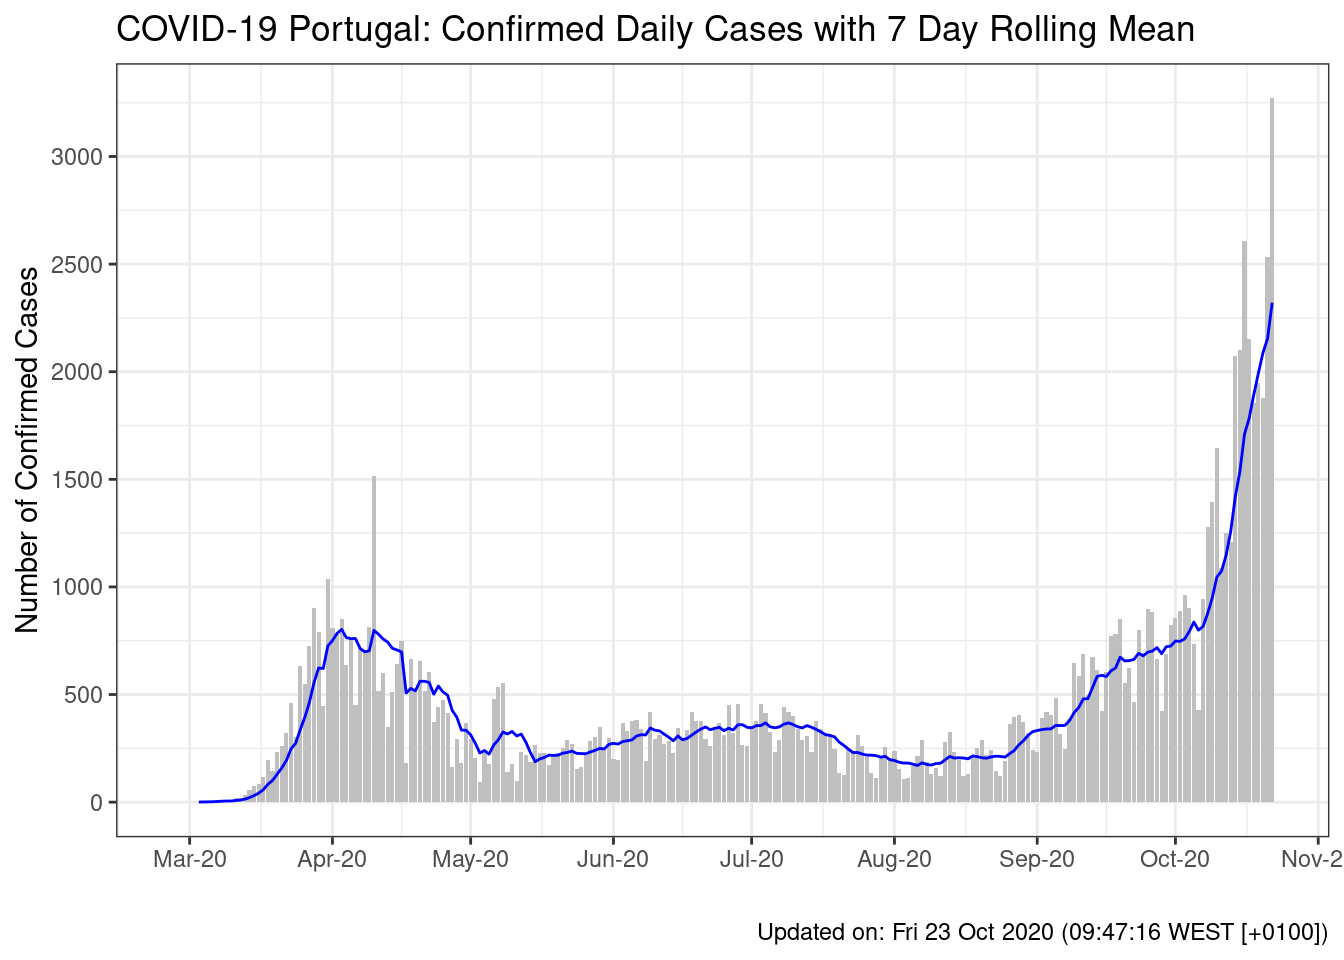 COVID-19 Portugal: Confirmed Daily Cases with 7 Day Rolling Mean
Number of Confirmed Cases
3000
2500
2000
1500
1000
500
0
Mar-20 Apr-20 May-20 Jun-20 Jul-20 Aug-20 Sep-20 Oct-20 Nov-2
Updated on: Fri 23 Oct 2020 (09:47:16 WEST [+0100])